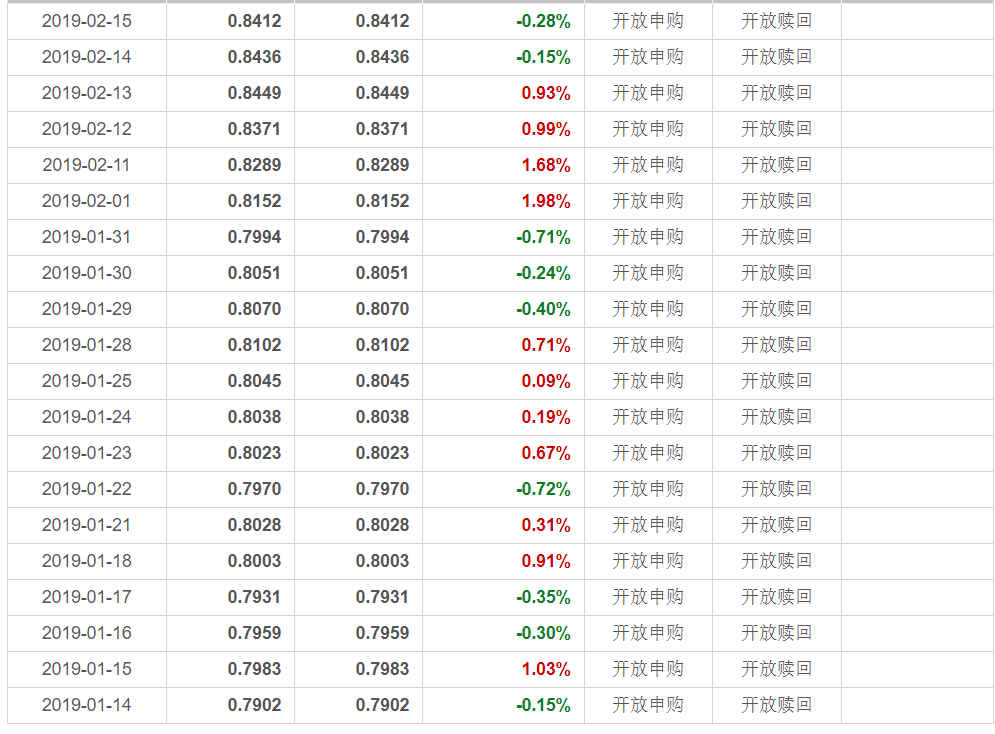 2019-02-15 0.8412 0.8412 -0.28% 开放申购 开放赎回
2019-02-14 0.8436 0.8436 -0.15% 开放申购 开放赎回
2019-02-13 0.8449 0.8449 0.93% 开放申购 开放赎回
2019-02-12 0.8371 0.8371 0.99% 开放申购 开放赎回
2019-02-11 0.8289 0.8289 1.68% 开放申购 开放赎回
2019-02-01 0.8152 0.8152 1.98% 开放申购 开放赎回
2019-01-31 0.7994 0.7994 -0.71% 开放申购 开放赎回
2019-01-30 0.8051 0.8051 -0.24% 开放申购 开放赎回
2019-01-29 0.8070 0.8070 -0.40% 开放申购 开放赎回
2019-01-28 0.8102 0.8102 0.71% 开放申购 开放赎回
2019-01-25 0.8045 0.8045 0.09% 开放申购 开放赎回
2019-01-24 0.8038 0.8038 0.19% 开放申购 开放赎回
2019-01-23 0.8023 0.8023 0.67% 开放申购 开放赎回
2019-01-22 0.7970 0.7970 -0.72% 开放申购 开放赎回
2019-01-21 0.8028 0.8028 0.31% 开放申购 开放赎回
2019-01-18 0.8003 0.8003 0.91% 开放申购 开放赎回
2019-01-17 0.7931 0.7931 -0.35% 开放申购 开放赎回
2019-01-16 0.7959 0.7959 -0.30% 开放申购 开放赎回
2019-01-15 0.7983 0.7983 1.03% 开放申购 开放赎回
2019-01-14 0.7902 0.7902 -0.15% 开放申购 开放赎回